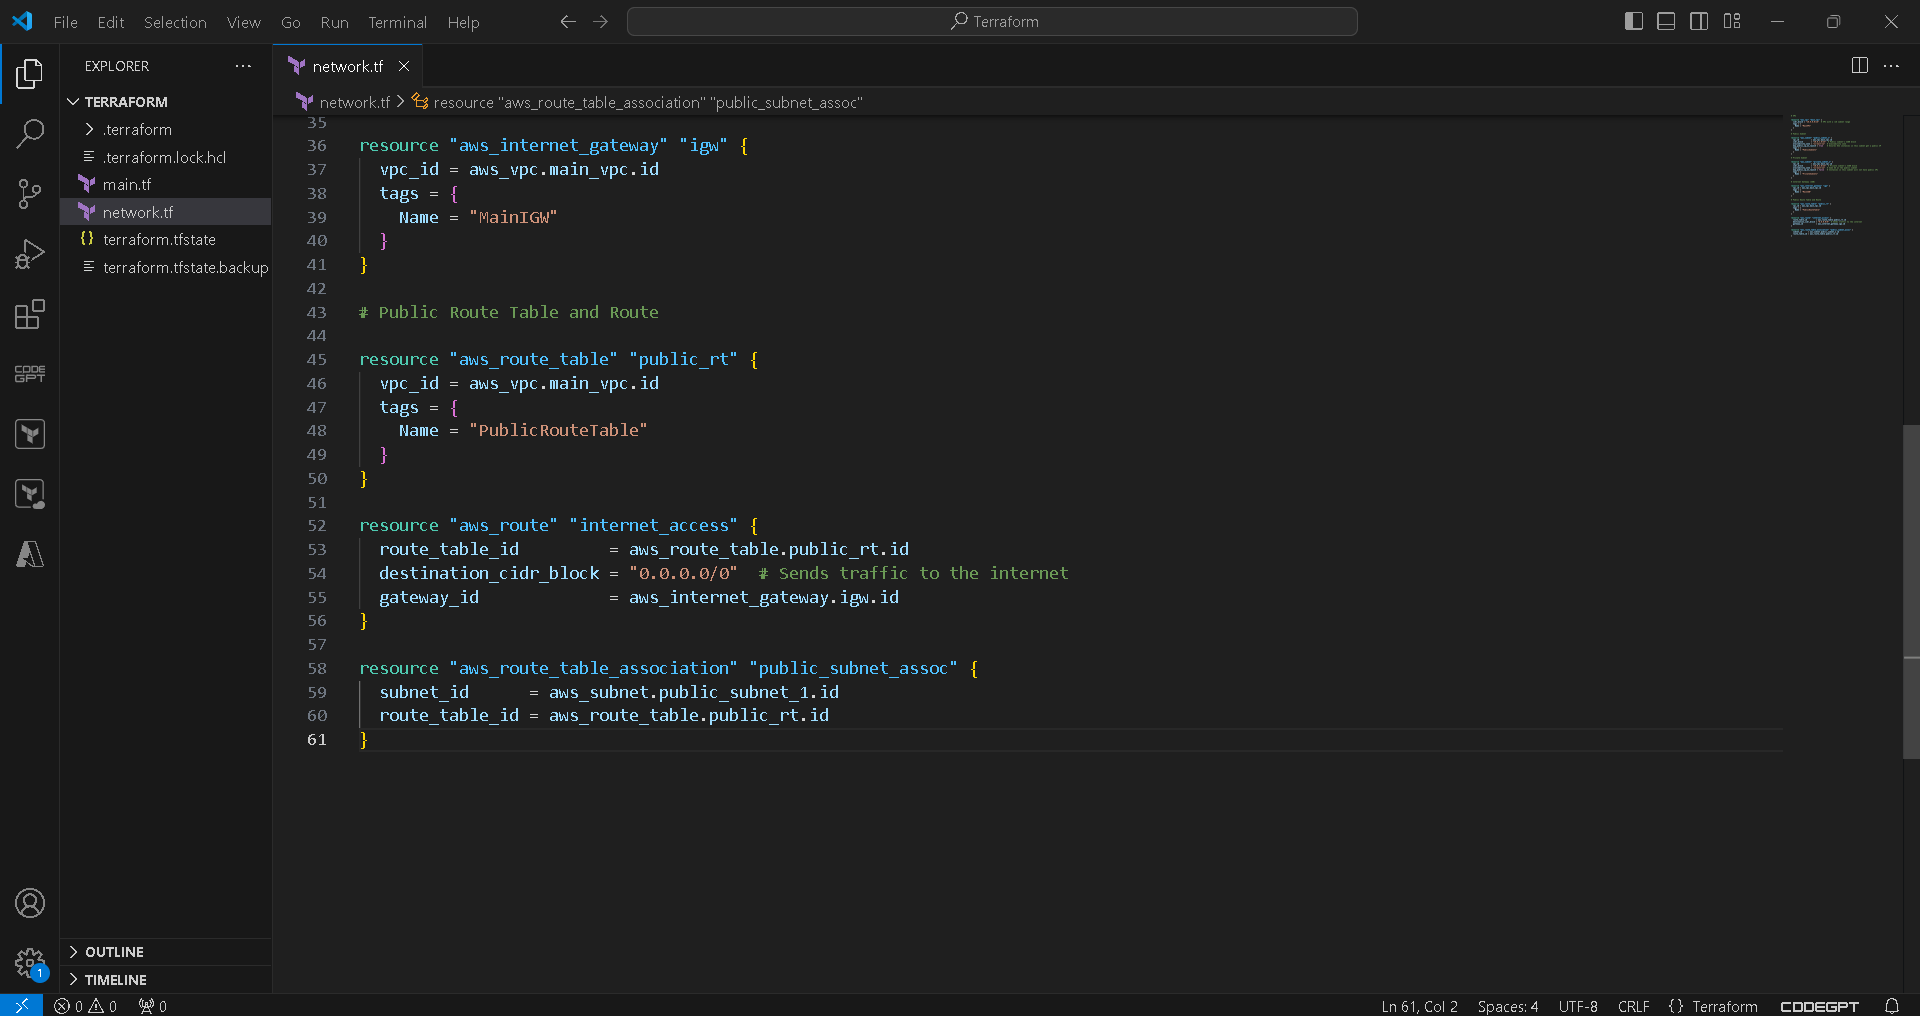 File Edit Selection View Go Run Terminal Help
Terraform
EXPLORER
TERRAFORM
.terraform
.terraform.lock.hcl
main.tf
network.tf
terraform.tfstate
terraform.tfstate.backup
CODE
GPT
OUTLINE
TIMELINE
network.tf
network.tf > resource "aws_route_table_association" "public_subnet_assoc"
35
36 resource "aws_internet_gateway" "igw" {
37 vpc_id = aws_vpc.main_vpc.id
38 tags = {
39 Name = "MainIGW"
40 }
41 }
42
43 # Public Route Table and Route
44
45 resource "aws_route_table" "public_rt" {
46 vpc_id = aws_vpc.main_vpc.id
47 tags = {
48 Name = "PublicRouteTable"
49 }
50 }
51
52 resource "aws_route" "internet_access" {
53 route_table_id = aws_route_table.public_rt.id
54 destination_cidr_block = "0.0.0.0/0" # Sends traffic to the internet
55 gateway_id = aws_internet_gateway.igw.id
56 }
57
58 resource "aws_route_table_association" "public_subnet_assoc" {
59 subnet_id = aws_subnet.public_subnet_1.id
60 route_table_id = aws_route_table.public_rt.id
61 }
1
0 0 0
Ln 61, Col 2 Spaces: 4 UTF-8 CRLF {} Terraform CODEGPT